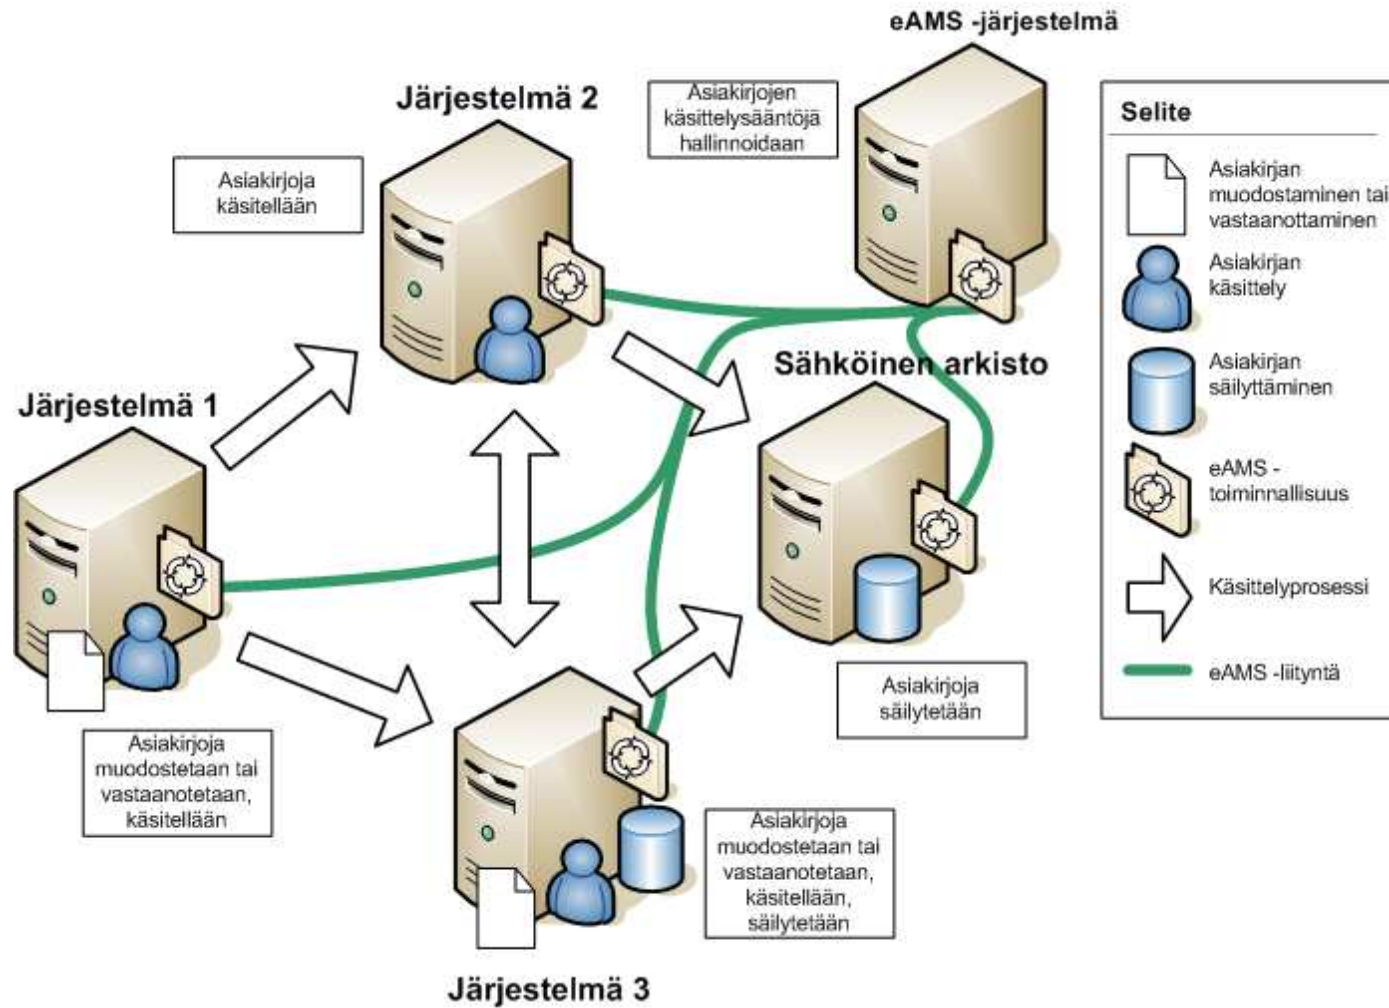 eAMS -järjestelmä
Järjestelmä 2
Asiakirjojen
käsittelysääntöjä
hallinnoidaan
Asiakirjoja
käsitellään
Sähköinen arkisto
Järjestelmä 1
Asiakirjoja
säilytetään
Asiakirjoja
muodostetaan tai
vastaanotetaan,
käsitellään
Asiakirjoja
muodostetaan tai
vastaanotetaan,
käsitellään,
säilytetään
Järjestelmä 3
Selite
Asiakirjan
muodostaminen tai
vastaanottaminen
Asiakirjan
käsittely
Asiakirjan
säilyttäminen
eAMS -
toiminnallisuus
Käsittelyprosessi
eAMS -liityntä